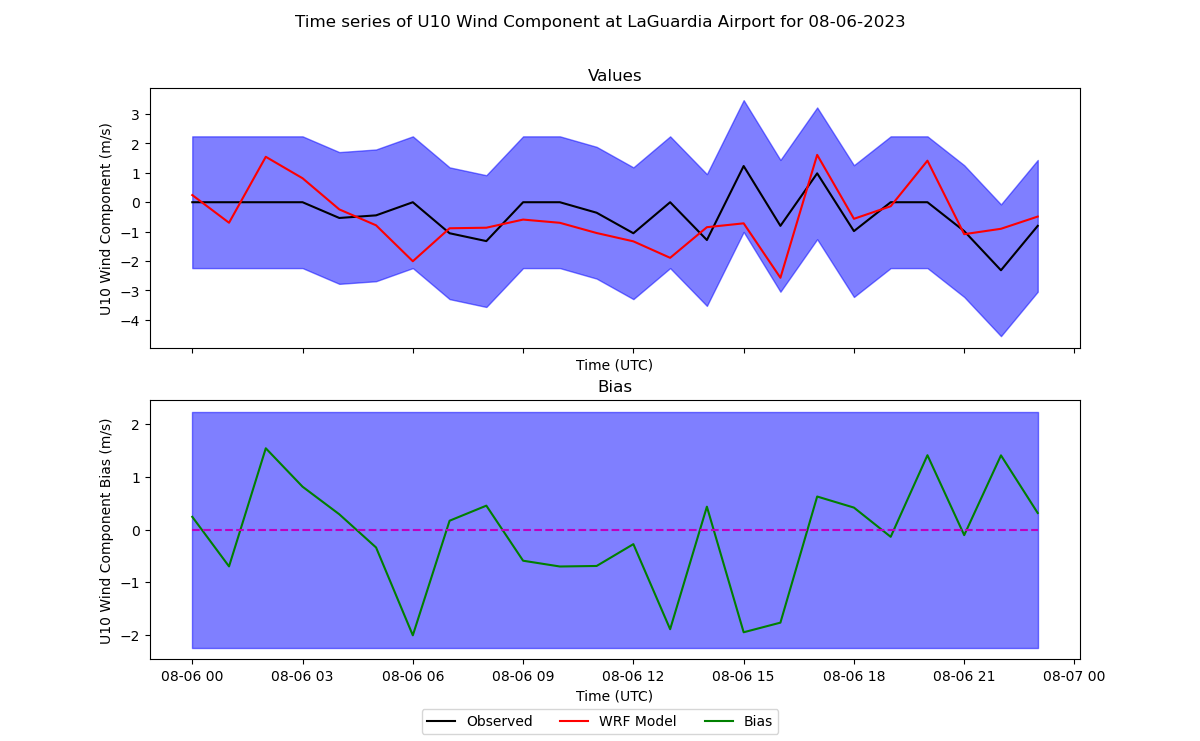 Time series of U10 Wind Component at LaGuardia Airport for 08-06-2023
Values
U10 Wind Component (m/s)
3
2
1
0
−1
−2
−3
−4
Time (UTC)
Bias
U10 Wind Component Bias (m/s)
2
1
0
−1
−2
08-06 00 08-06 03 08-06 06 08-06 09 08-06 12 08-06 15 08-06 18 08-06 21 08-07 00
Time (UTC)
Observed WRF Model Bias